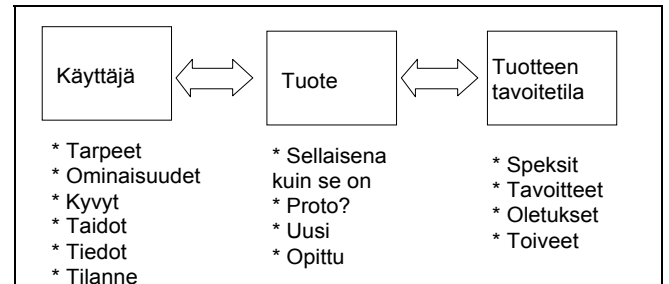 Käyttäjä
Tuote
Tuotteen
tavoitetila
* Tarpeet
* Ominaisuudet
* Kyvyt
* Taidot
* Tiedot
* Tilanne
* Sellaisena
kuin se on
* Proto?
* Uusi
* Opittu
* Speksit
* Tavoitteet
* Oletukset
* Toiveet